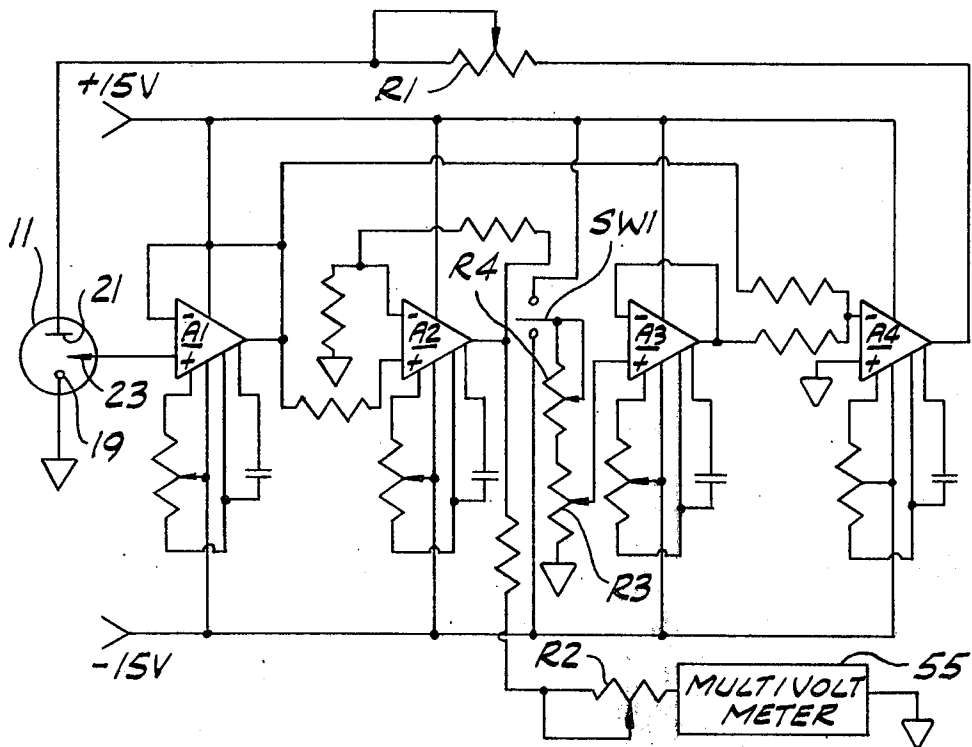 R1
+15V
11
21
SW1
R4
- A1 +
- A2 +
- A3 +
- A4 +
23
19
R3
-15V
R2
55
MULTIVOLT
METER